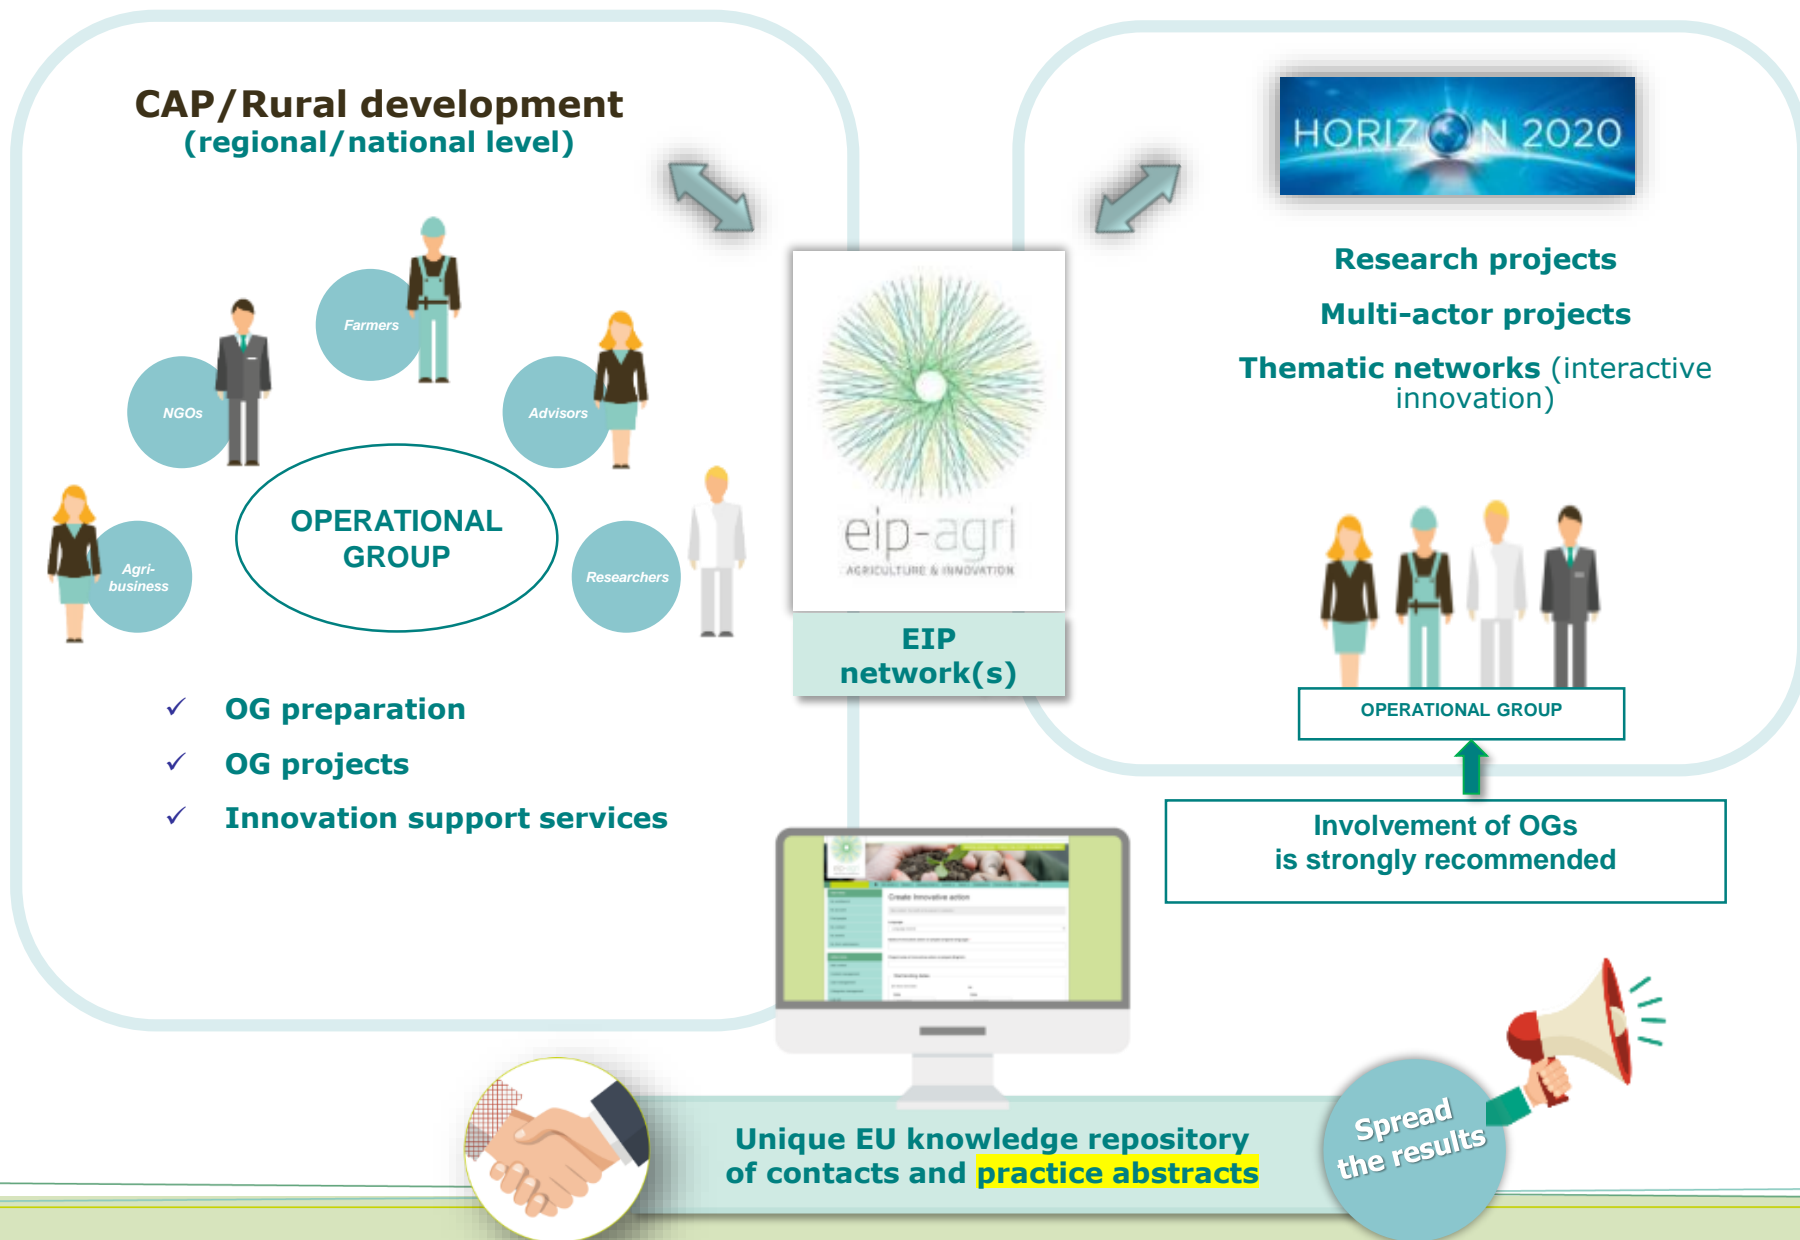 CAP/Rural development
(regional/national level)
Farmers
NGOs
Advisors
Agri-
business
Researchers
OPERATIONAL
GROUP
✓ OG preparation
✓ OG projects
✓ Innovation support services
eip-agri
AGRICULTURE & INNOVATION
EIP
network(s)
HORIZON 2020
Research projects
Multi-actor projects
Thematic networks (interactive
innovation)
OPERATIONAL GROUP
Involvement of OGs
is strongly recommended
Create innovative action
Unique EU knowledge repository
of contacts and practice abstracts
Spread
the results